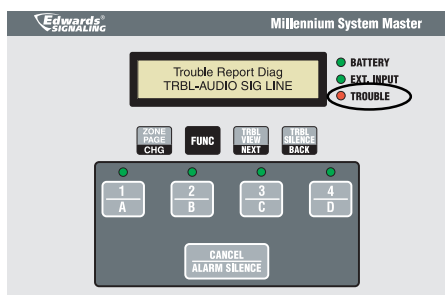 Edwards®
SIGNALING
Millennium System Master
Trouble Report Diag
TRBL-AUDIO SIG LINE
BATTERY
EXT. INPUT
TROUBLE
ZONE PAGE CHG
FUNC
TRBL VIEW NEXT
TRBL SILENCE BACK
1 A
2 B
3 C
4 D
CANCEL
ALARM SILENCE